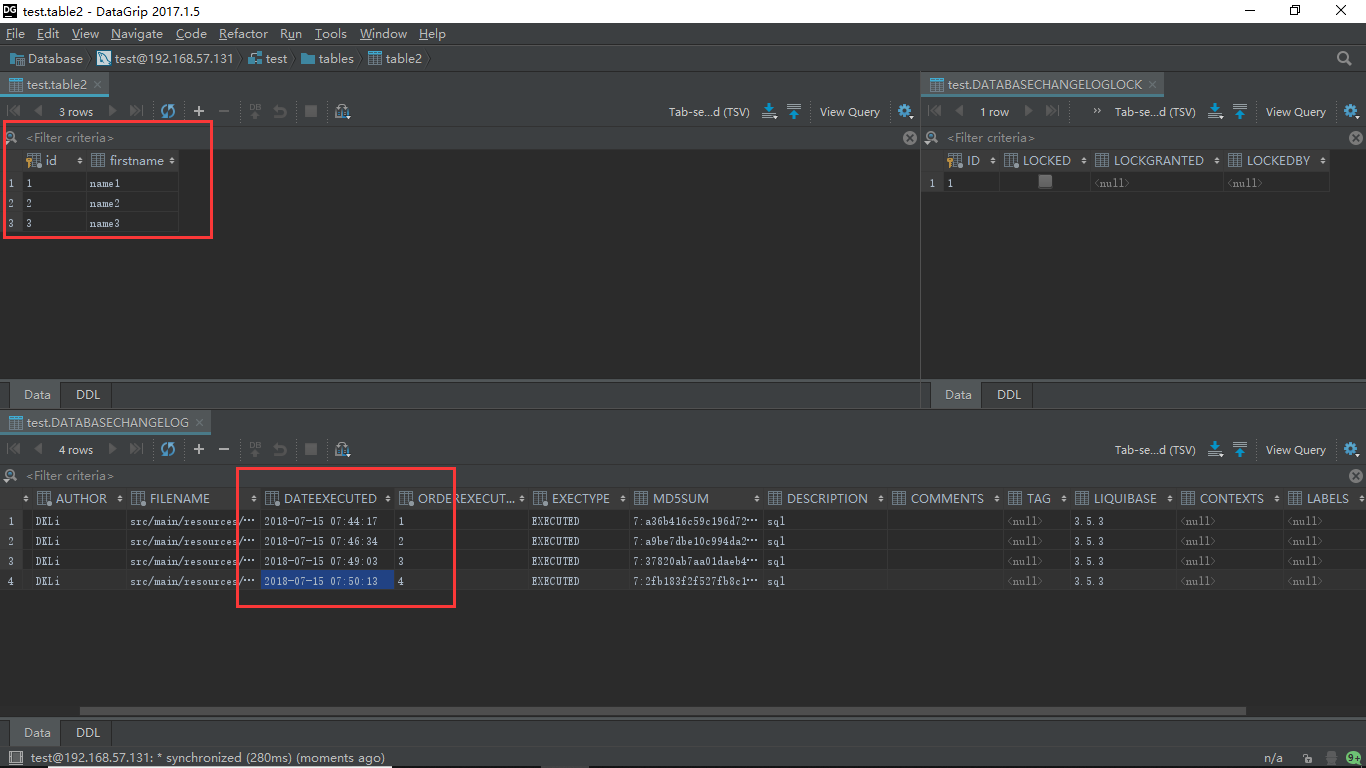 test.table2 - DataGrip 2017.1.5
File Edit View Navigate Code Refactor Run Tools Window Help
Database test@192.168.57.131 test tables table2
test.table2
3 rows DB Tab-se...d (TSV) View Query
<Filter criteria>
id firstname
1 1 name1
2 2 name2
3 3 name3
Data DDL
test.DATABASECHANGELOGLOCK
1 row Tab-se...d (TSV) View Query
<Filter criteria>
ID LOCKED LOCKGRANTED LOCKEDBY
1 1 <null> <null>
Data DDL
test.DATABASECHANGELOG
4 rows DB Tab-se...d (TSV) View Query
<Filter criteria>
AUTHOR FILENAME DATEEXECUTED ORDEREXECUT... EXECTYPE MD5SUM DESCRIPTION COMMENTS TAG LIQUIBASE CONTEXTS LABELS
1 DKLi src/main/resources/… 2018-07-15 07:44:17 1 EXECUTED 7:a36b416c59c196d72… sql <null> 3.5.3 <null> <null>
2 DKLi src/main/resources/… 2018-07-15 07:46:34 2 EXECUTED 7:a9be7dbe10c994da2… sql <null> 3.5.3 <null> <null>
3 DKLi src/main/resources/… 2018-07-15 07:49:03 3 EXECUTED 7:37820ab7aa01daeb4… sql <null> 3.5.3 <null> <null>
4 DKLi src/main/resources/… 2018-07-15 07:50:13 4 EXECUTED 7:2fb183f2f527fb8c1… sql <null> 3.5.3 <null> <null>
Data DDL
test@192.168.57.131: * synchronized (280ms) (moments ago) n/a 9+